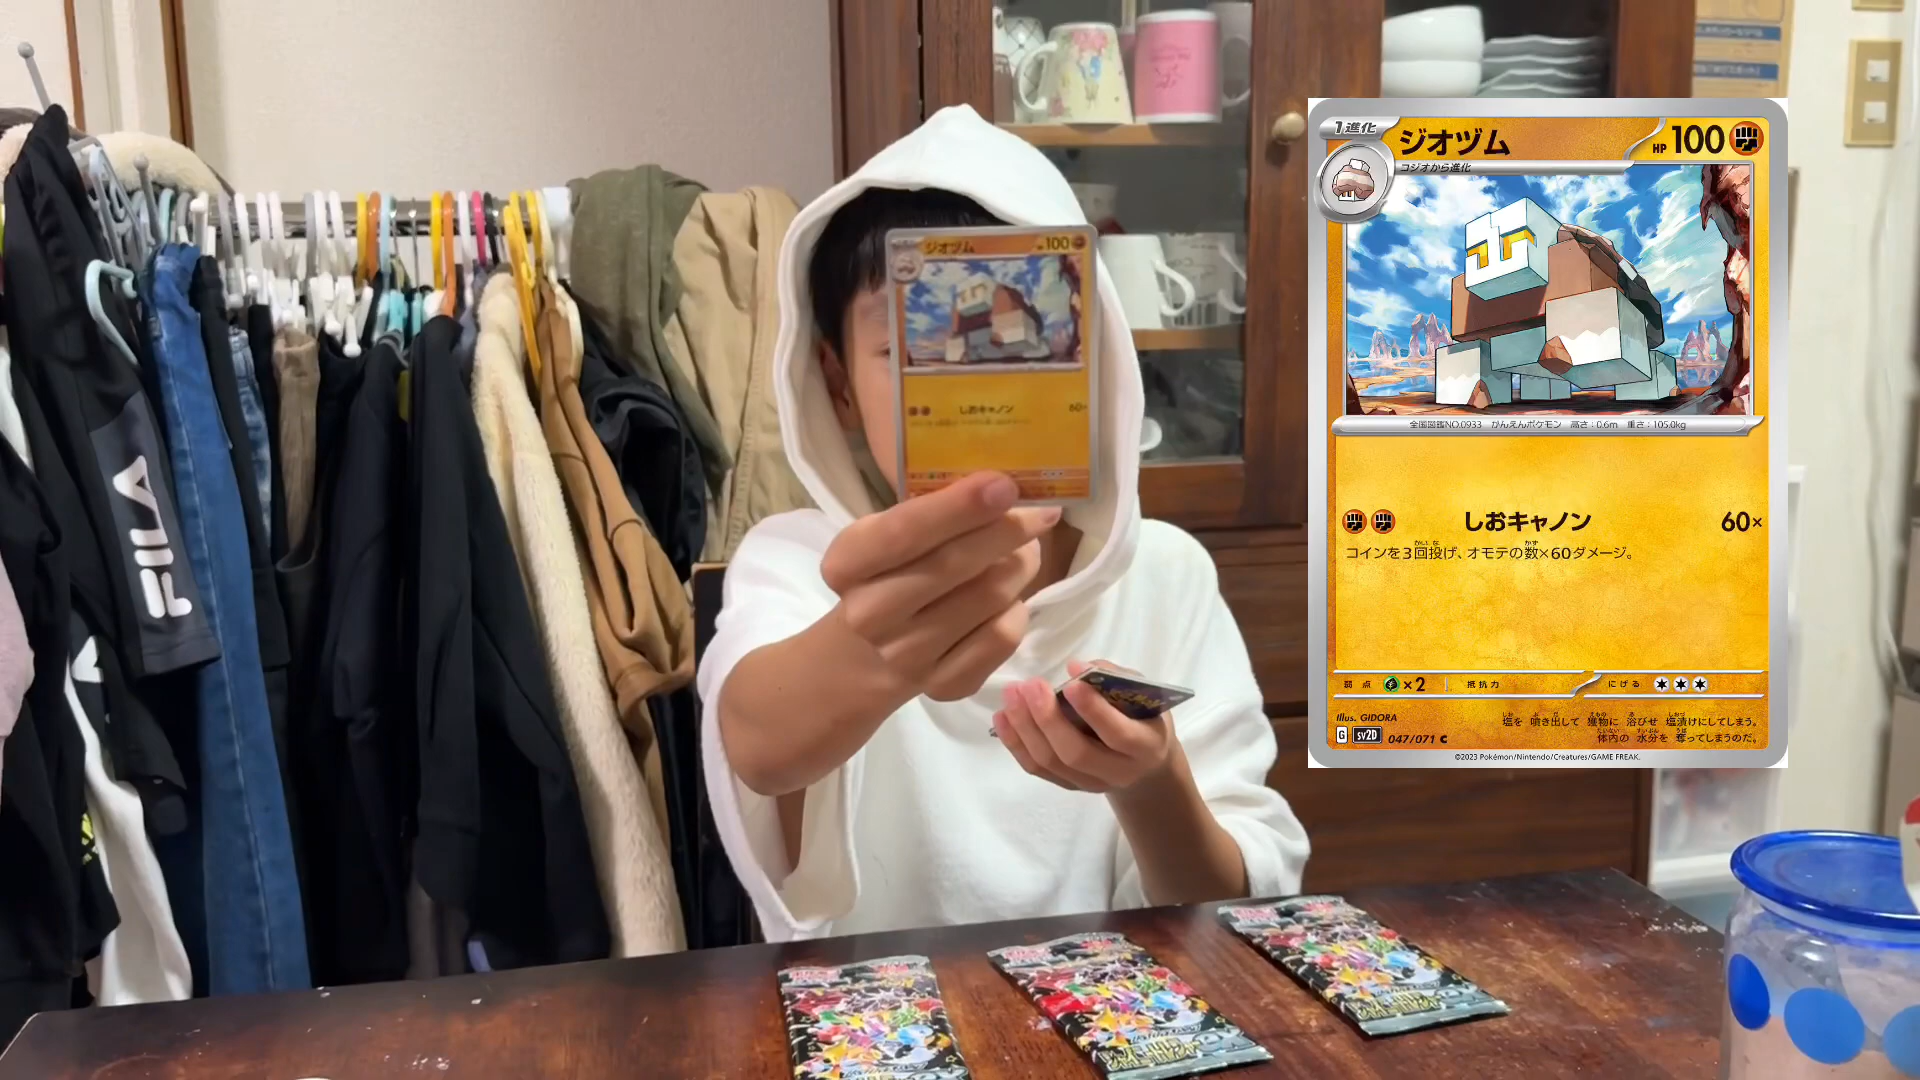 FILA
ジオヅム
100
しおキャノン
60×
1進化
ジオヅム
HP 100
コジオから進化
全国図鑑NO.0933 がんえんポケモン 高さ:0.6m 重さ:105.0kg
しおキャノン 60×
コインを3回投げ、オモテの数×60ダメージ。
弱点 ×2 抵抗力 にげる
Illus. GIDORA
塩を 噴き出して 獲物に 浴びせ 塩漬けにしてしまう。
体内の 水分を 奪ってしまうのだ。
G sv2D 047/071 C
©2023 Pokémon/Nintendo/Creatures/GAME FREAK.